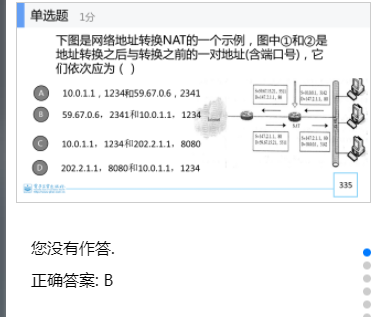 单选题 1分
下图是网络地址转换NAT的一个示例，图中①和②是
地址转换之后与转换之前的一对地址(含端口号)，它
们依次应为（ ）
A 10.0.1.1，1234和59.67.0.6，2341
B 59.67.0.6，2341和10.0.1.1，1234
C 10.0.1.1，1234和202.2.1.1，8080
D 202.2.1.1，8080和10.0.1.1，1234
Internet
NAT
335
您没有作答.
正确答案: B